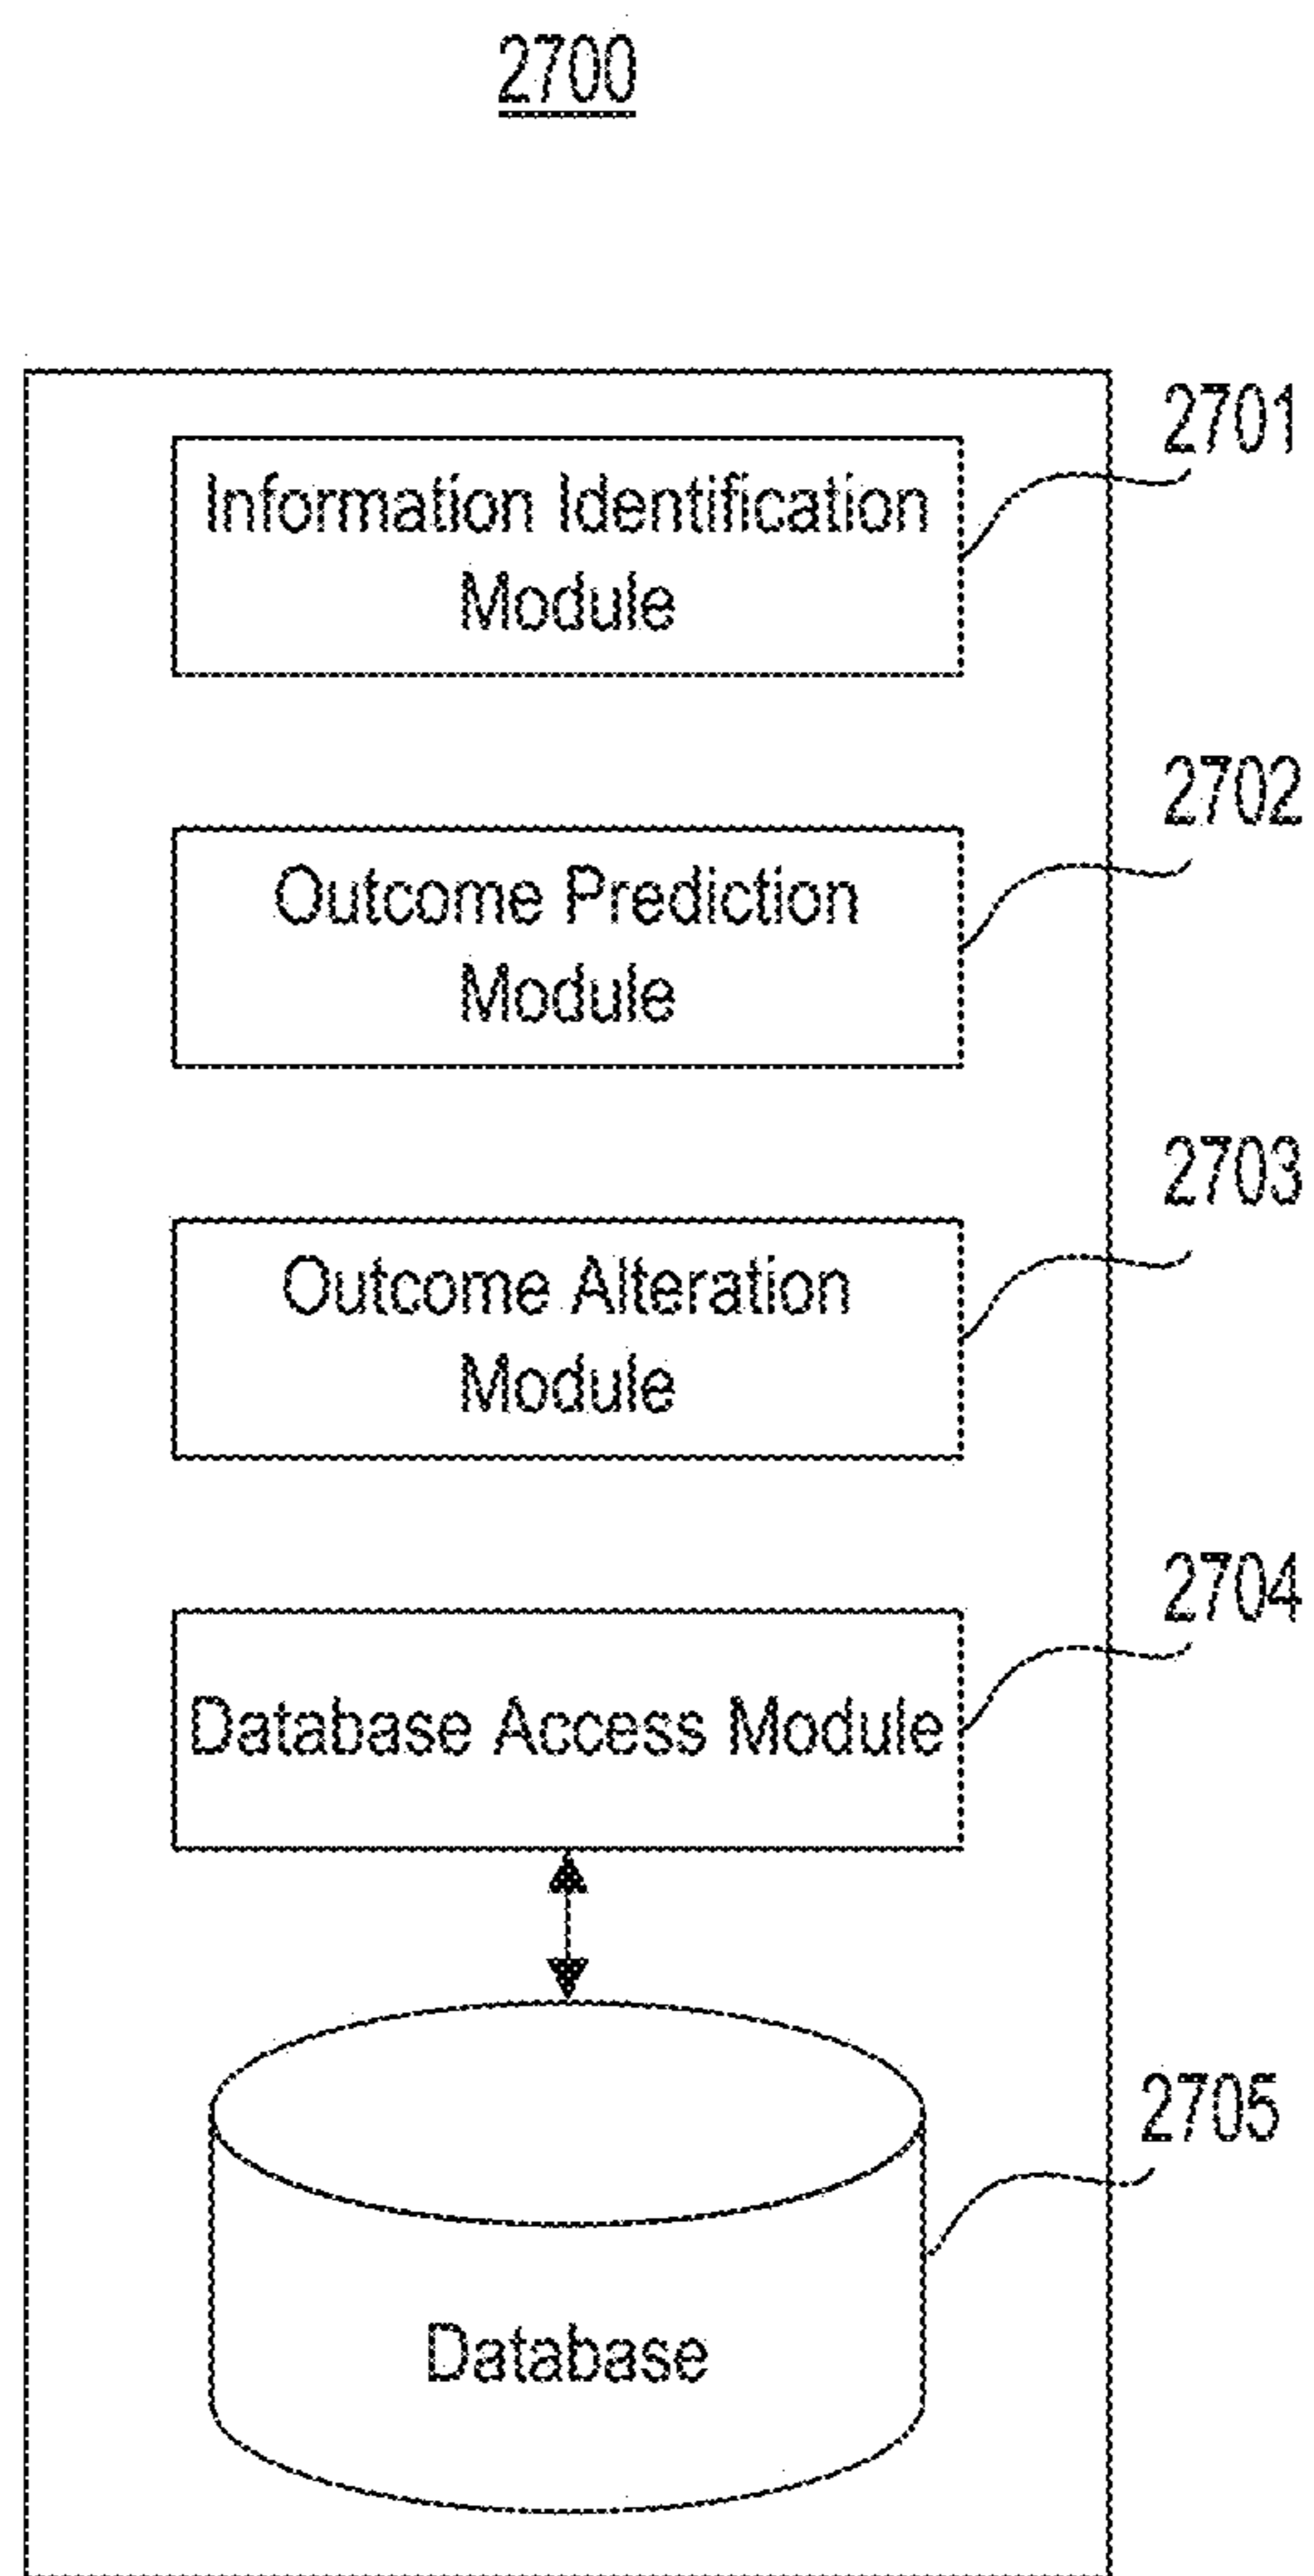 2700
2701
Information Identification
Module
2702
Outcome Prediction
Module
2703
Outcome Alteration
Module
2704
Database Access Module
2705
Database